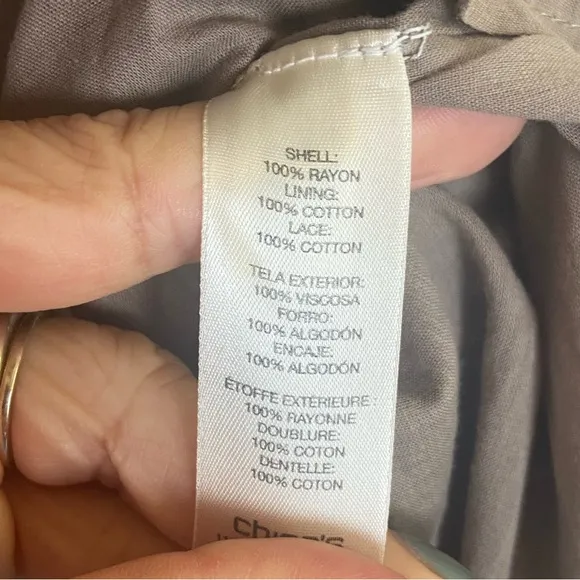 SHELL:
100% RAYON
LINING:
100% COTTON
LACE:
100% COTTON
TELA EXTERIOR:
100% VISCOSA
FORRO:
100% ALGODÓN
ENCAJE:
100% ALGODÓN
ÉTOFFE EXTÉRIEURE:
100% RAYONNE
DOUBLURE:
100% COTON
DENTELLE:
100% COTON